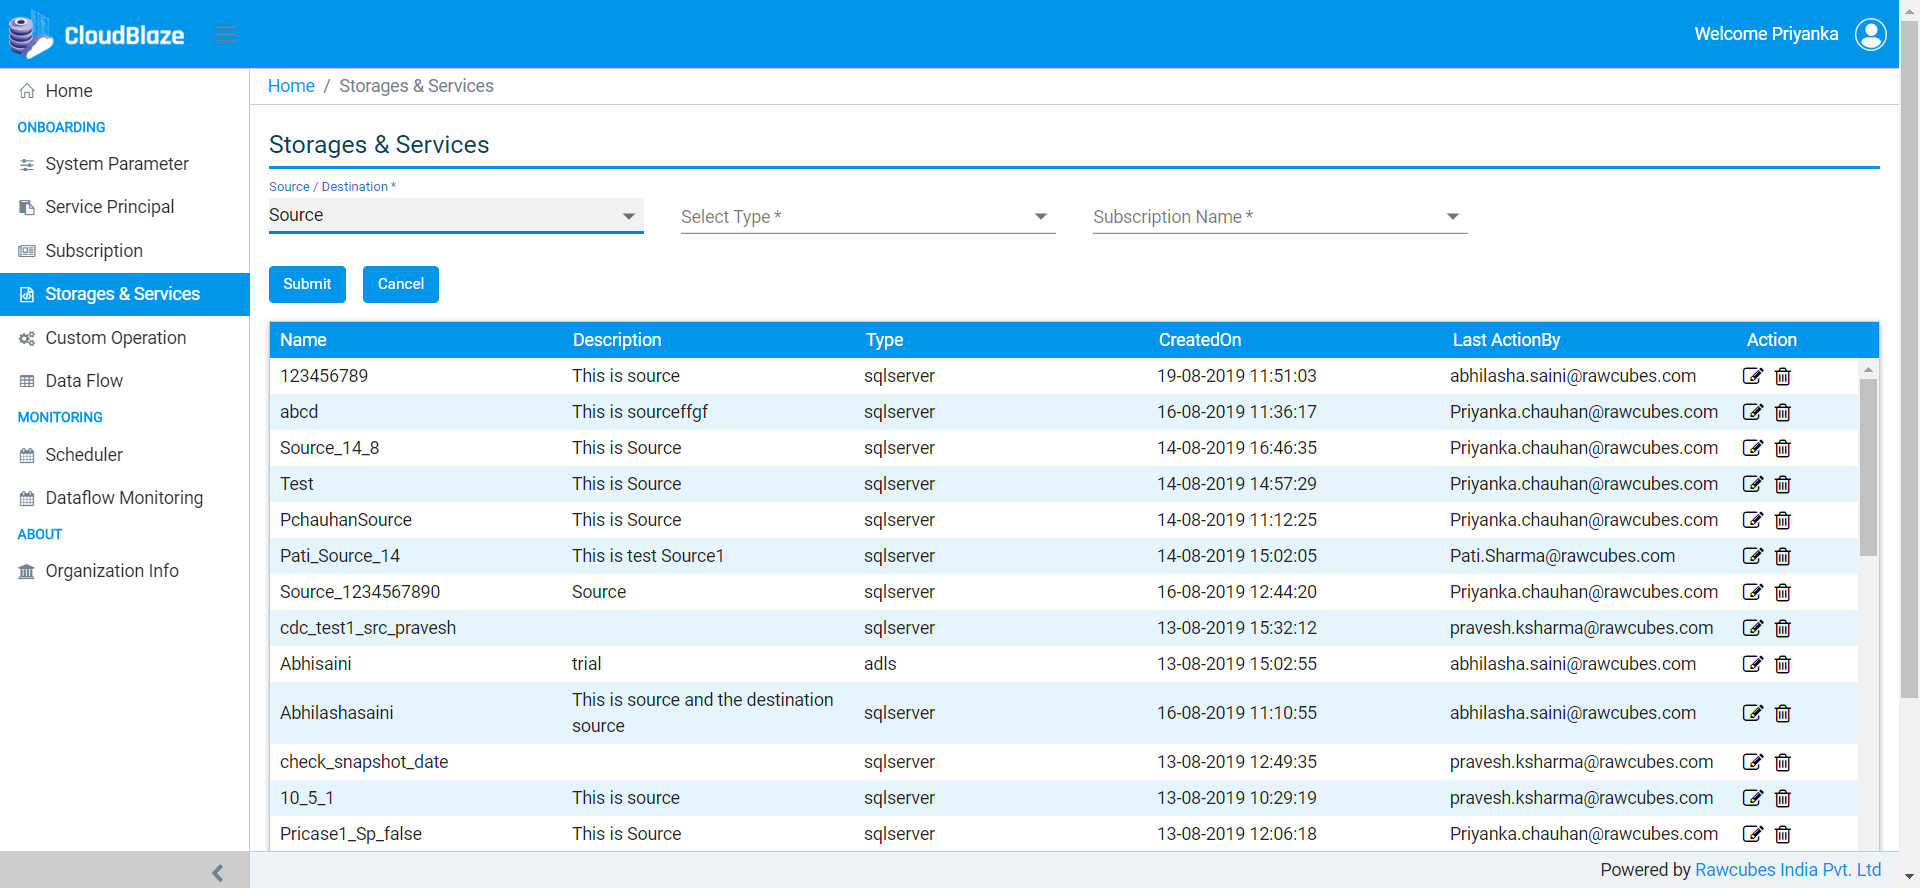 CloudBlaze
Welcome Priyanka
Home
ONBOARDING
System Parameter
Service Principal
Subscription
Storages & Services
Custom Operation
Data Flow
MONITORING
Scheduler
Dataflow Monitoring
ABOUT
Organization Info
Home / Storages & Services
Storages & Services
Source / Destination *
Source
Select Type *
Subscription Name *
Submit Cancel
Name Description Type CreatedOn Last ActionBy Action
123456789 This is source sqlserver 19-08-2019 11:51:03 abhilasha.saini@rawcubes.com
abcd This is sourceffgf sqlserver 16-08-2019 11:36:17 Priyanka.chauhan@rawcubes.com
Source_14_8 This is Source sqlserver 14-08-2019 16:46:35 Priyanka.chauhan@rawcubes.com
Test This is Source sqlserver 14-08-2019 14:57:29 Priyanka.chauhan@rawcubes.com
PchauhanSource This is Source sqlserver 14-08-2019 11:12:25 Priyanka.chauhan@rawcubes.com
Pati_Source_14 This is test Source1 sqlserver 14-08-2019 15:02:05 Pati.Sharma@rawcubes.com
Source_1234567890 Source sqlserver 16-08-2019 12:44:20 Priyanka.chauhan@rawcubes.com
cdc_test1_src_pravesh sqlserver 13-08-2019 15:32:12 pravesh.ksharma@rawcubes.com
Abhisaini trial adls 13-08-2019 15:02:55 abhilasha.saini@rawcubes.com
Abhilashasaini This is source and the destination
source sqlserver 16-08-2019 11:10:55 abhilasha.saini@rawcubes.com
check_snapshot_date sqlserver 13-08-2019 12:49:35 pravesh.ksharma@rawcubes.com
10_5_1 This is source sqlserver 13-08-2019 10:29:19 pravesh.ksharma@rawcubes.com
Pricase1_Sp_false This is Source sqlserver 13-08-2019 12:06:18 Priyanka.chauhan@rawcubes.com
Powered by Rawcubes India Pvt. Ltd